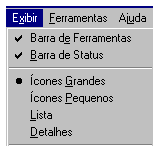 Exibir Ferramentas Ajuda
Barra de Ferramentas
Barra de Status
Ícones Grandes
Ícones Pequenos
Lista
Detalhes